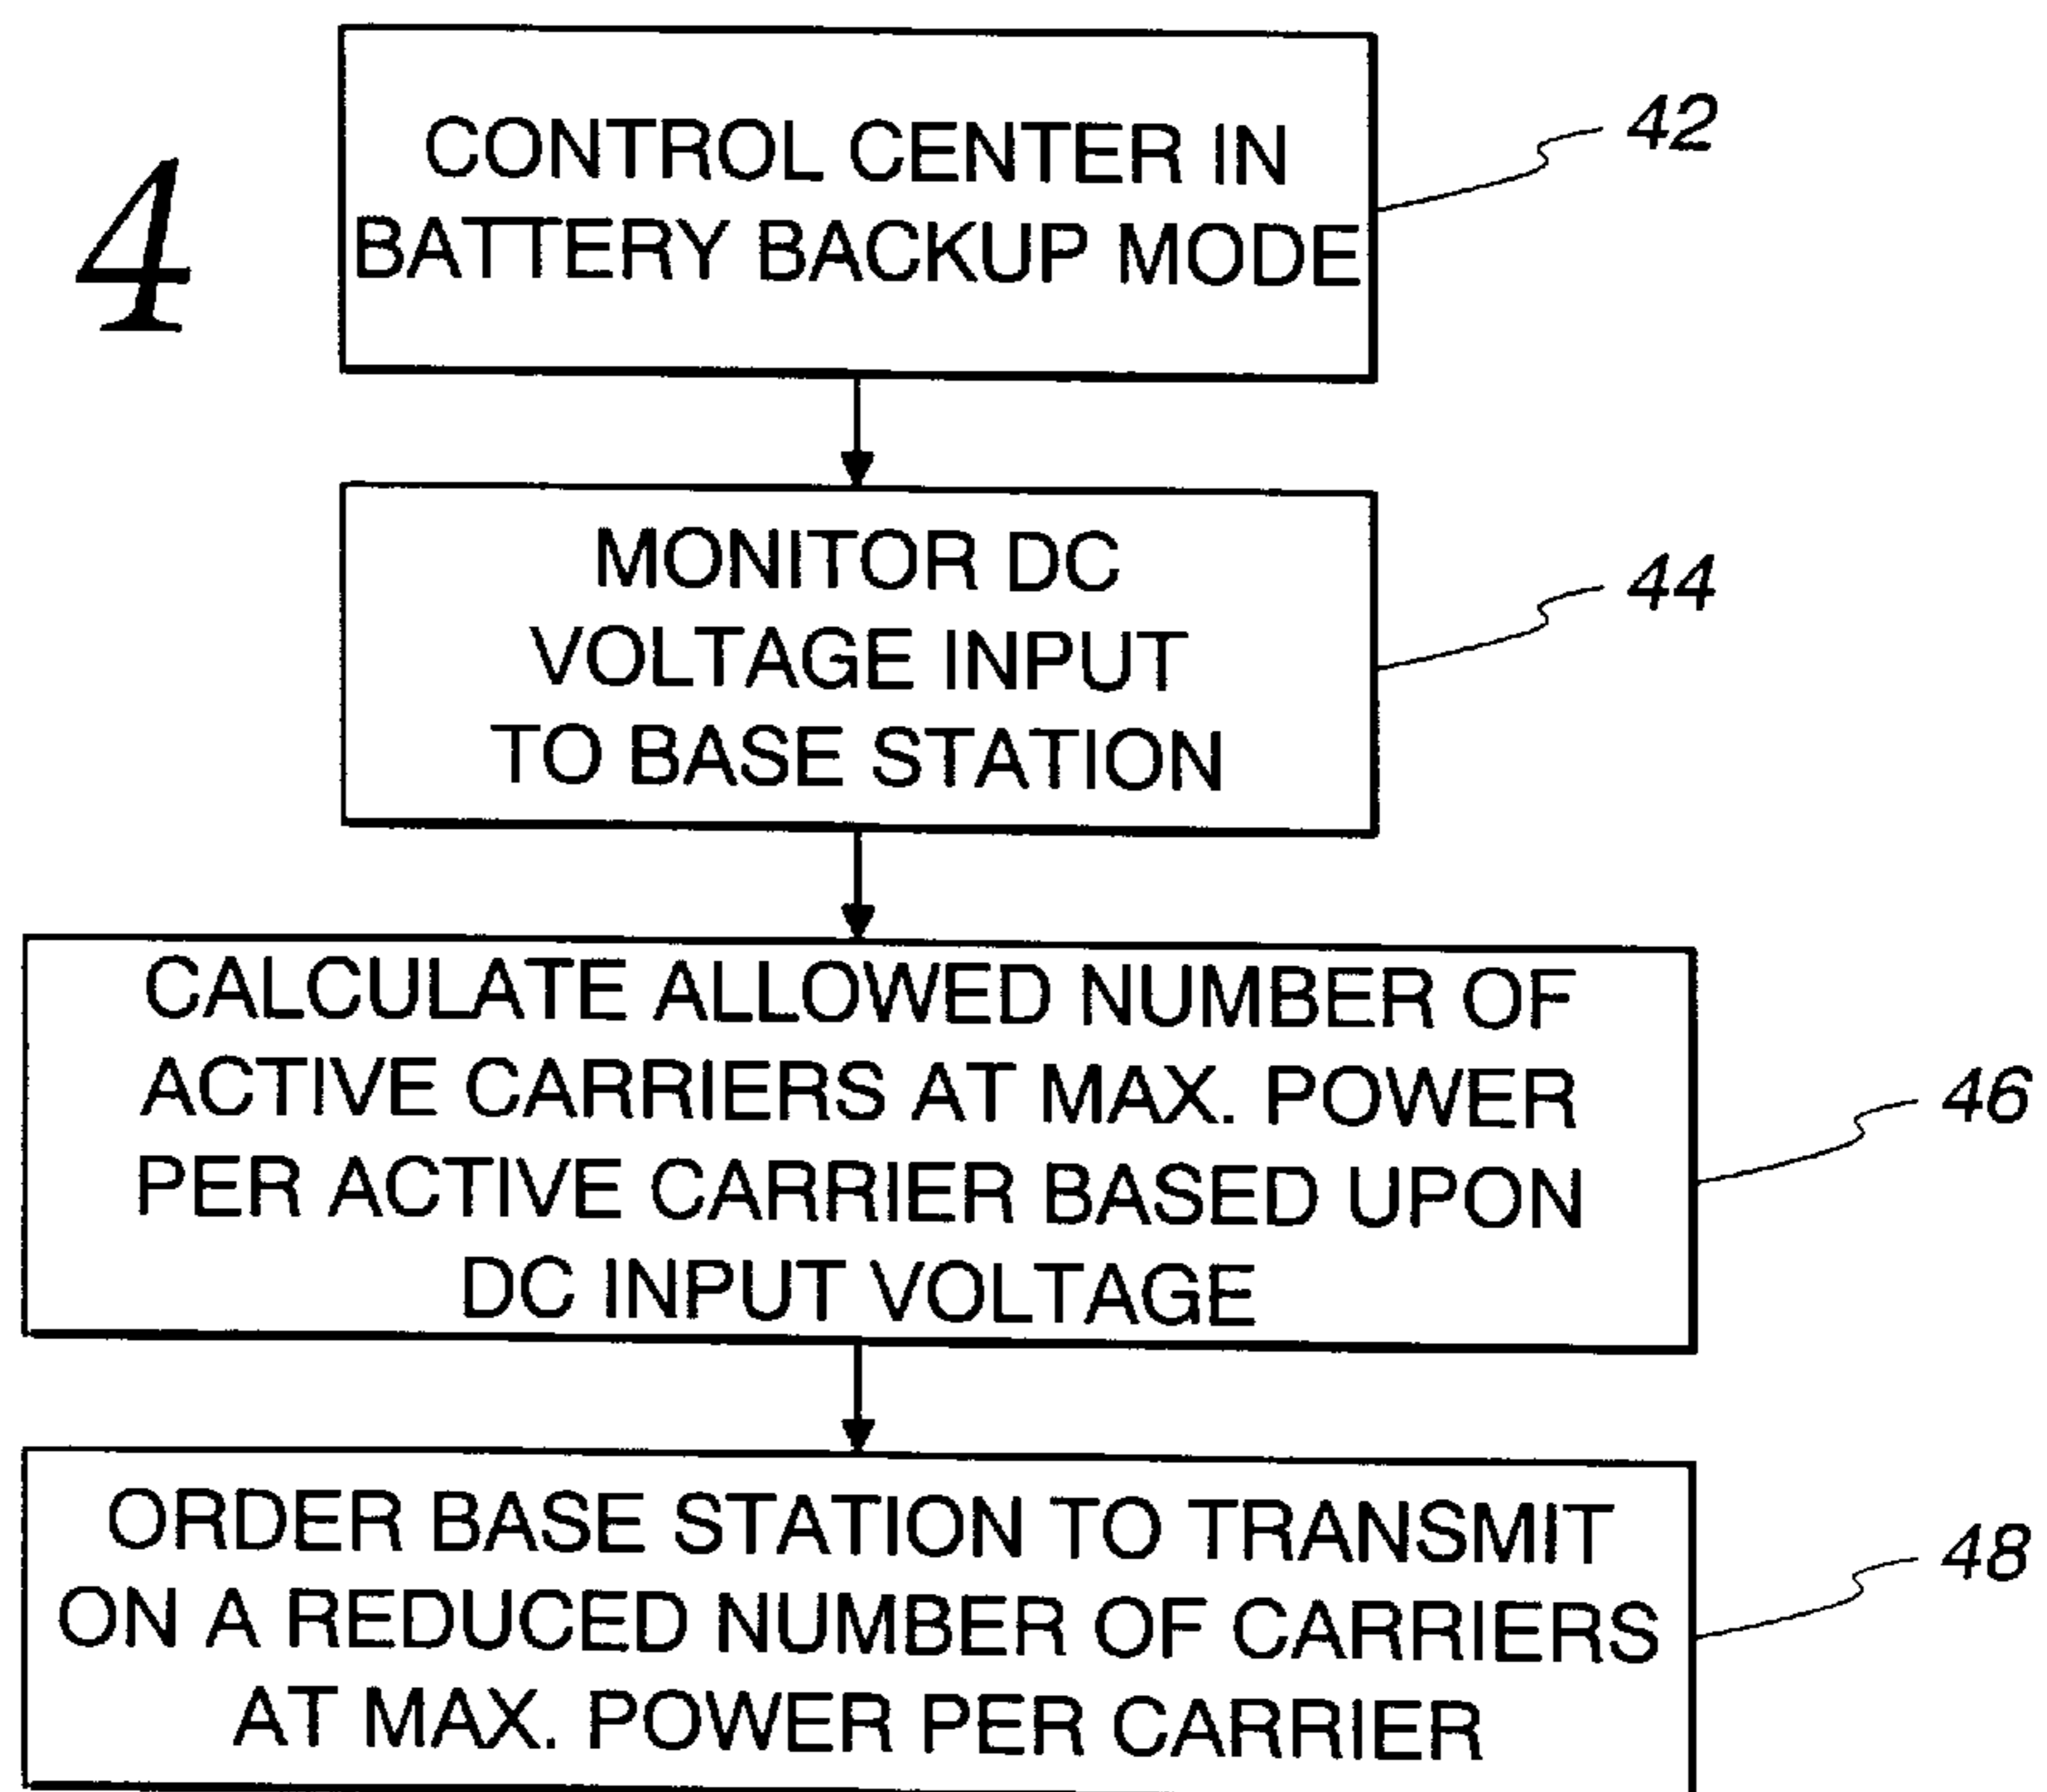 4
CONTROL CENTER IN
BATTERY BACKUP MODE
42
MONITOR DC
VOLTAGE INPUT
TO BASE STATION
44
CALCULATE ALLOWED NUMBER OF
ACTIVE CARRIERS AT MAX. POWER
PER ACTIVE CARRIER BASED UPON
DC INPUT VOLTAGE
46
ORDER BASE STATION TO TRANSMIT
ON A REDUCED NUMBER OF CARRIERS
AT MAX. POWER PER CARRIER
48